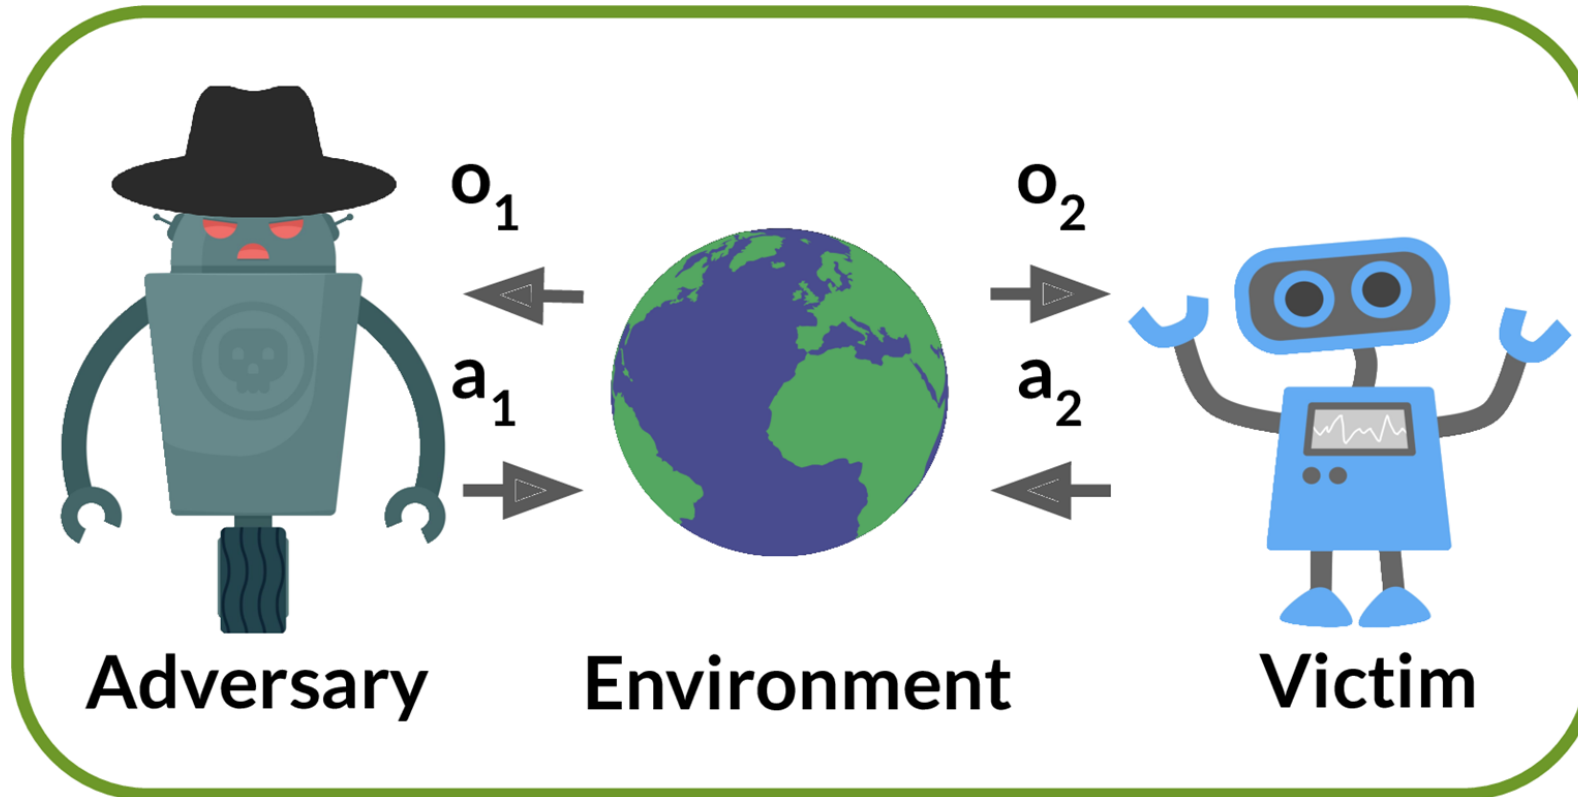 o₁
o₂
a₁
a₂
Adversary
Environment
Victim